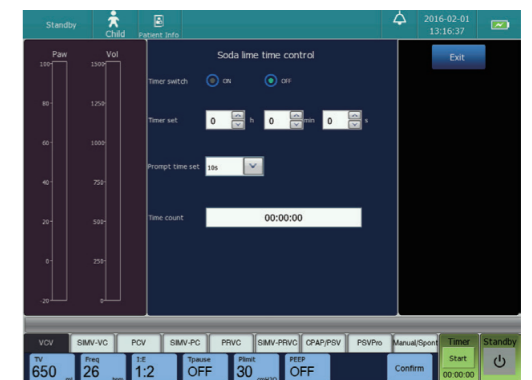 Standby
Child
Patient Info
2016-02-01
13:16:37
Paw
Vol
Soda lime time control
Exit
100
1500
Timer switch
ON
OFF
80
1250
Timer set
0 h 0 min 0 s
60
1000
Prompt time set 10s
40
750
20
500
Time count
00:00:00
0
250
-20
0
VCV SIMV-VC PCV SIMV-PC PRVC SIMV-PRVC CPAP/PSV PSVPro Manual/Spont Timer Standby
TV Freq I:E Tpause Plimit PEEP
650 26 1:2 OFF 30 OFF
Confirm
Start
00:00:00